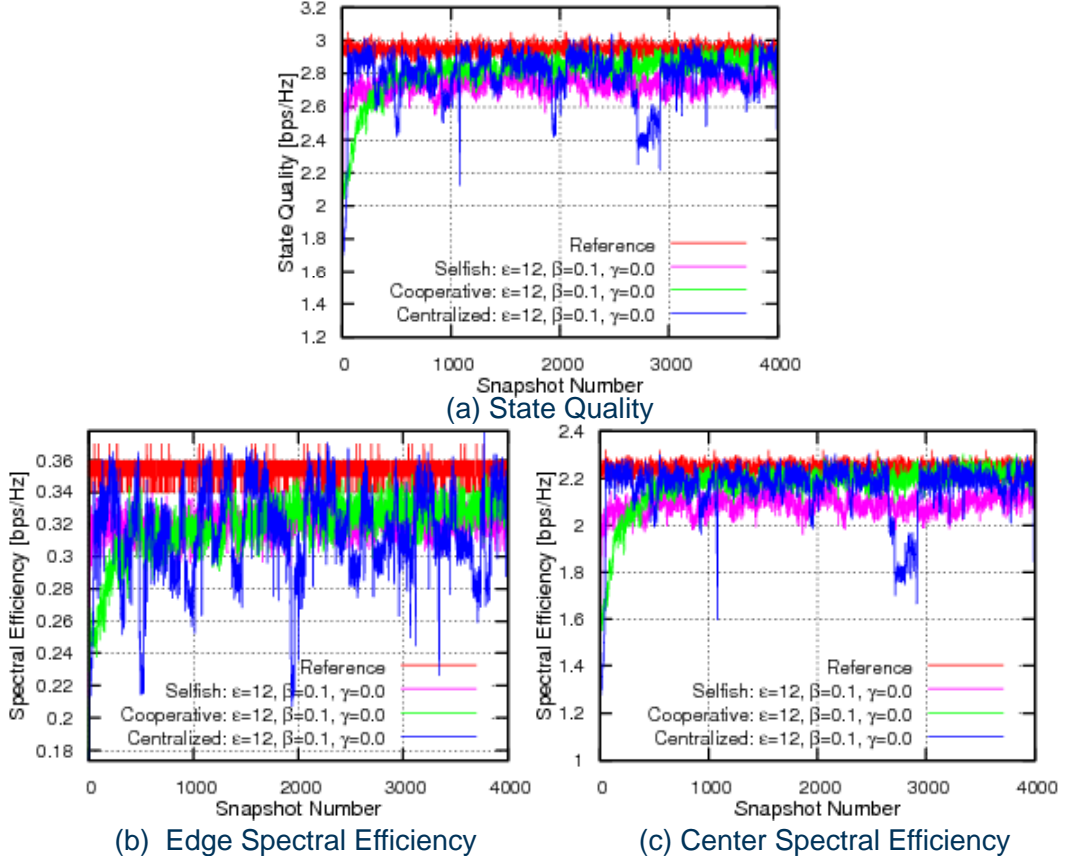 3
2.8
2.6
2.4
2.2
2
1.8
1.6
1.4
1.2
State Quality [bps/Hz]
Reference
Selfish: ε=12, β=0.1, γ=0.0
Cooperative: ε=12, β=0.1, γ=0.0
Centralized: ε=12, β=0.1, γ=0.0
0 1000 2000 3000 4000
Snapshot Number
(a) State Quality
0.36
0.34
0.32
0.3
0.28
0.26
0.24
0.22
0.2
0.18
Spectral Efficiency [bps/Hz]
Reference
Selfish: ε=12, β=0.1, γ=0.0
Cooperative: ε=12, β=0.1, γ=0.0
Centralized: ε=12, β=0.1, γ=0.0
0 1000 2000 3000 4000
Snapshot Number
(b) Edge Spectral Efficiency
2.4
2.2
2
1.8
1.6
1.4
1.2
1
Spectral Efficiency [bps/Hz]
Reference
Selfish: ε=12, β=0.1, γ=0.0
Cooperative: ε=12, β=0.1, γ=0.0
Centralized: ε=12, β=0.1, γ=0.0
0 1000 2000 3000 4000
Snapshot Number
(c) Center Spectral Efficiency